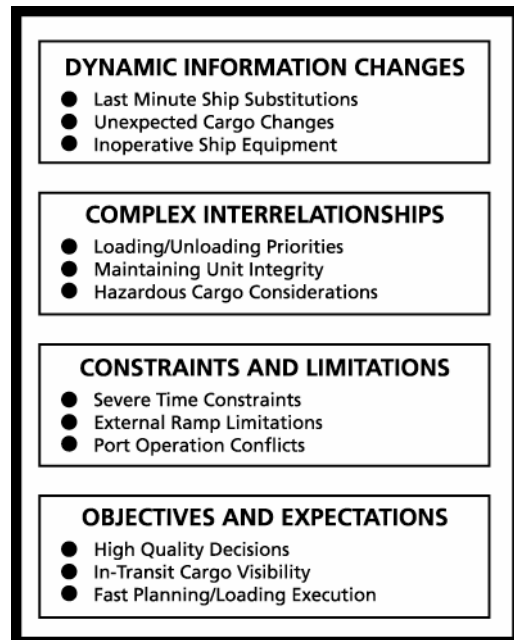 DYNAMIC INFORMATION CHANGES
● Last Minute Ship Substitutions
● Unexpected Cargo Changes
● Inoperative Ship Equipment
COMPLEX INTERRELATIONSHIPS
● Loading/Unloading Priorities
● Maintaining Unit Integrity
● Hazardous Cargo Considerations
CONSTRAINTS AND LIMITATIONS
● Severe Time Constraints
● External Ramp Limitations
● Port Operation Conflicts
OBJECTIVES AND EXPECTATIONS
● High Quality Decisions
● In-Transit Cargo Visibility
● Fast Planning/Loading Execution